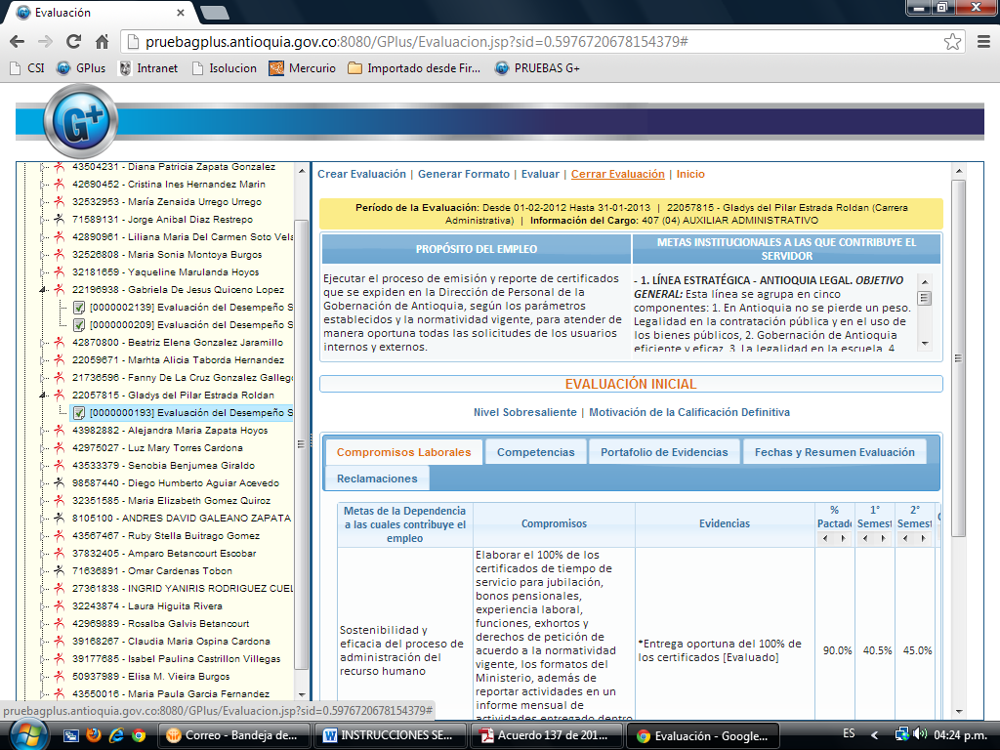 Evaluación
pruebagplus.antioquia.gov.co:8080/GPlus/Evaluacion.jsp?sid=0.5976720678154379#
CSI GPlus Intranet Isolucion Mercurio Importado desde Fir... PRUEBAS G+
G+
43504231 - Diana Patricia Zapata Gonzalez
42690452 - Cristina Ines Hernandez Marin
32532953 - María Zenaida Urrego Urrego
71589131 - Jorge Anibal Diaz Restrepo
42890961 - Liliana Maria Del Carmen Soto Vela
32526808 - Maria Sonia Montoya Burgos
32181659 - Yaqueline Marulanda Hoyos
22196938 - Gabriela De Jesus Quiceno Lopez
[0000002139] Evaluación del Desempeño S
[0000000209] Evaluación del Desempeño S
42870800 - Beatriz Elena Gonzalez Jaramillo
22059671 - Marhta Alicia Taborda Hernandez
21736596 - Fanny De La Cruz Gonzalez Galleg
22057815 - Gladys del Pilar Estrada Roldan
[0000000193] Evaluación del Desempeño S
43982882 - Alejandra Maria Zapata Hoyos
42975027 - Luz Mary Torres Cardona
43533379 - Senobia Benjumea Giraldo
98587440 - Diego Humberto Aguiar Acevedo
32351585 - Maria Elizabeth Gomez Quiroz
8105100 - ANDRES DAVID GALEANO ZAPATA
43567467 - Ruby Stella Buitrago Gomez
37832405 - Amparo Betancourt Escobar
71636891 - Omar Cardenas Tobon
27361838 - INGRID YANIRIS RODRIGUEZ CUEL
32243874 - Laura Higuita Rivera
42969889 - Rosalba Galvis Betancourt
39168267 - Claudia Maria Ospina Cardona
39177685 - Isabel Paulina Castrillon Villegas
50937989 - Elisa M. Vieira Burgos
43550016 - Maria Paula Garcia Fernandez
Crear Evaluación | Generar Formato | Evaluar | Cerrar Evaluación | Inicio
Período de la Evaluación: Desde 01-02-2012 Hasta 31-01-2013 | 22057815 - Gladys del Pilar Estrada Roldan (Carrera
Administrativa) | Información del Cargo: 407 (04) AUXILIAR ADMINISTRATIVO
PROPÓSITO DEL EMPLEO
Ejecutar el proceso de emisión y reporte de certificados
que se expiden en la Dirección de Personal de la
Gobernación de Antioquia, según los parámetros
establecidos y la normatividad vigente, para atender de
manera oportuna todas las solicitudes de los usuarios
internos y externos.
METAS INSTITUCIONALES A LAS QUE CONTRIBUYE EL
SERVIDOR
- 1. LÍNEA ESTRATÉGICA - ANTIOQUIA LEGAL. OBJETIVO
GENERAL: Esta línea se agrupa en cinco
componentes: 1. En Antioquia no se pierde un peso.
Legalidad en la contratación pública y en el uso de
los bienes públicos, 2. Gobernación de Antioquia
eficiente y eficaz. 3. La legalidad en la escuela. 4.
EVALUACIÓN INICIAL
Nivel Sobresaliente | Motivación de la Calificación Definitiva
Compromisos Laborales Competencias Portafolio de Evidencias Fechas y Resumen Evaluación
Reclamaciones
Metas de la Dependencia
a las cuales contribuye el
empleo
Compromisos
Evidencias
%
Pactado
1°
Semest
2°
Semest
Sostenibilidad y
eficacia del proceso de
administración del
recurso humano
Elaborar el 100% de los
certificados de tiempo de
servicio para jubilación,
bonos pensionales,
experiencia laboral,
funciones, exhortos y
derechos de petición de
acuerdo a la normatividad
vigente, los formatos del
Ministerio, además de
reportar actividades en un
informe mensual de
actividades entregado dentro
*Entrega oportuna del 100% de
los certificados [Evaluado]
90.0% 40.5% 45.0%
pruebagplus.antioquia.gov.co:8080/GPlus/Evaluacion.jsp?sid=0.5976720678154379#
Correo - Bandeja de... INSTRUCCIONES SE... Acuerdo 137 de 201... Evaluación - Google... ES 04:24 p.m.